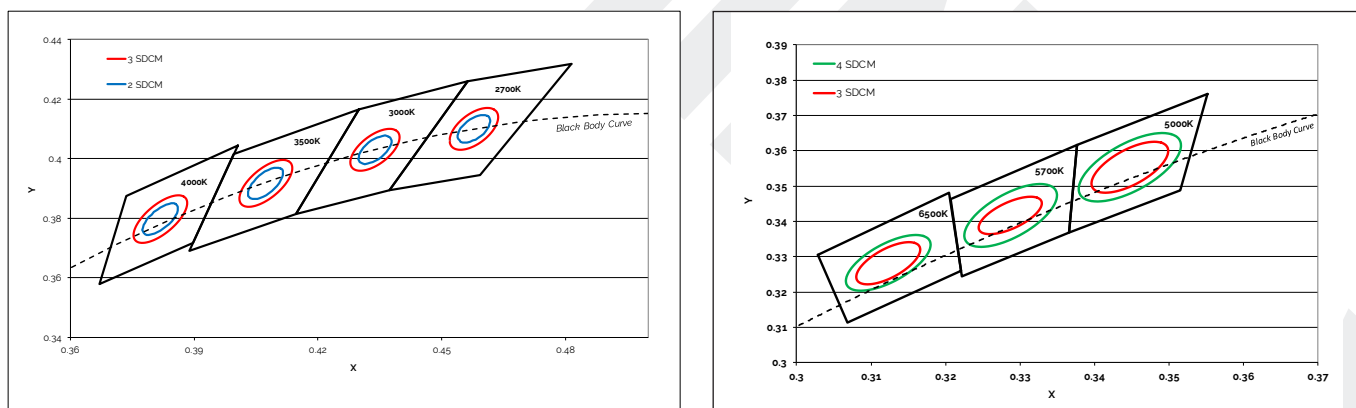 0.44
0.42
0.4
0.38
0.36
0.34
0.36
0.39
0.42
0.45
0.48
X
Y
3 SDCM
2 SDCM
4000K
3500K
3000K
2700K
Black Body Curve
0.39
0.38
0.37
0.36
0.35
0.34
0.33
0.32
0.31
0.3
0.3
0.31
0.32
0.33
0.34
0.35
0.36
0.37
X
Y
4 SDCM
3 SDCM
6500K
5700K
5000K
Black Body Curve